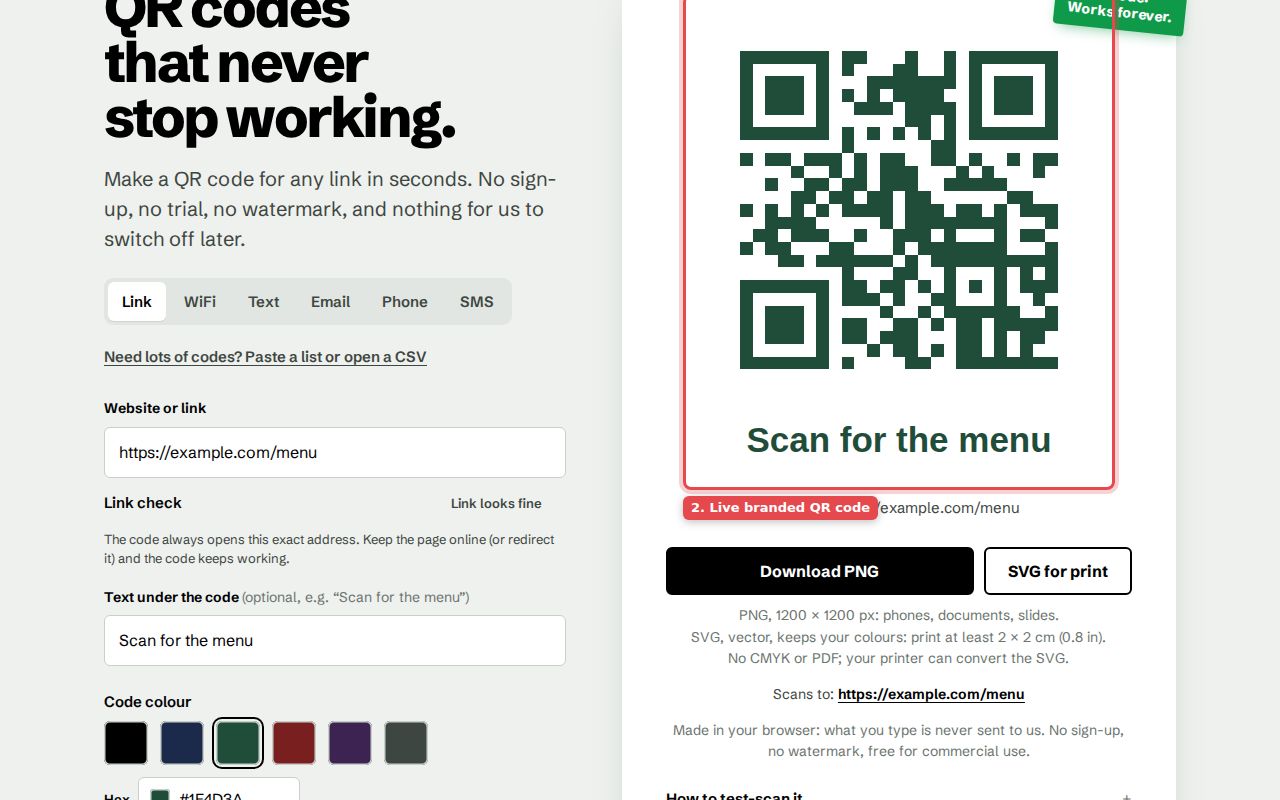 QR codes
that never
stop working.
Make a QR code for any link in seconds. No sign-
up, no trial, no watermark, and nothing for us to
switch off later.
Link WiFi Text Email Phone SMS
Need lots of codes? Paste a list or open a CSV
Website or link
https://example.com/menu
Link check Link looks fine
The code always opens this exact address. Keep the page online (or redirect
it) and the code keeps working.
Text under the code (optional, e.g. “Scan for the menu”)
Scan for the menu
Code colour
Hex #1F4D3A
Works forever.
Scan for the menu
2. Live branded QR code /example.com/menu
Download PNG SVG for print
PNG, 1200 × 1200 px: phones, documents, slides.
SVG, vector, keeps your colours: print at least 2 × 2 cm (0.8 in).
No CMYK or PDF; your printer can convert the SVG.
Scans to: https://example.com/menu
Made in your browser: what you type is never sent to us. No sign-up,
no watermark, free for commercial use.
How to test-scan it +